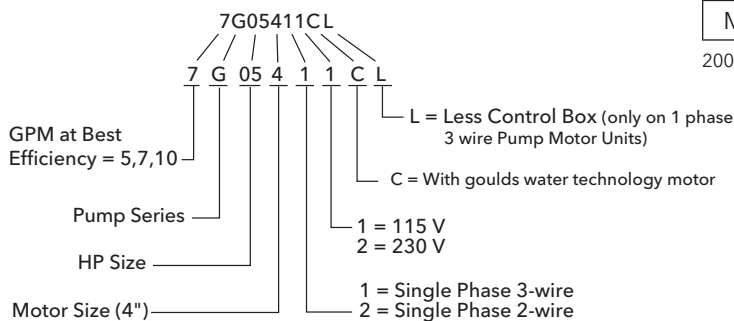 7G05411CL
7 G 05 4 1 1 C L
L = Less Control Box (only on 1 phase
3 wire Pump Motor Units)
GPM at Best
Efficiency = 5,7,10
C = With goulds water technology motor
Pump Series
1 = 115 V
2 = 230 V
HP Size
1 = Single Phase 3-wire
2 = Single Phase 2-wire
Motor Size (4")
200